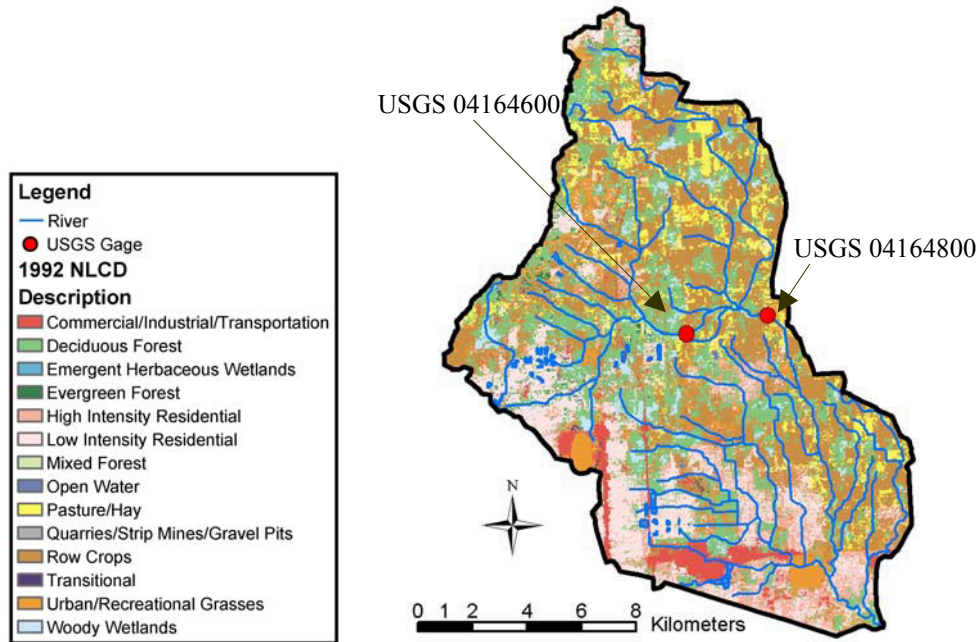 USGS 04164600
USGS 04164800
Legend
River
USGS Gage
1992 NLCD
Description
Commercial/Industrial/Transportation
Deciduous Forest
Emergent Herbaceous Wetlands
Evergreen Forest
High Intensity Residential
Low Intensity Residential
Mixed Forest
Open Water
Pasture/Hay
Quarries/Strip Mines/Gravel Pits
Row Crops
Transitional
Urban/Recreational Grasses
Woody Wetlands
N
0 1 2 4 6 8
Kilometers